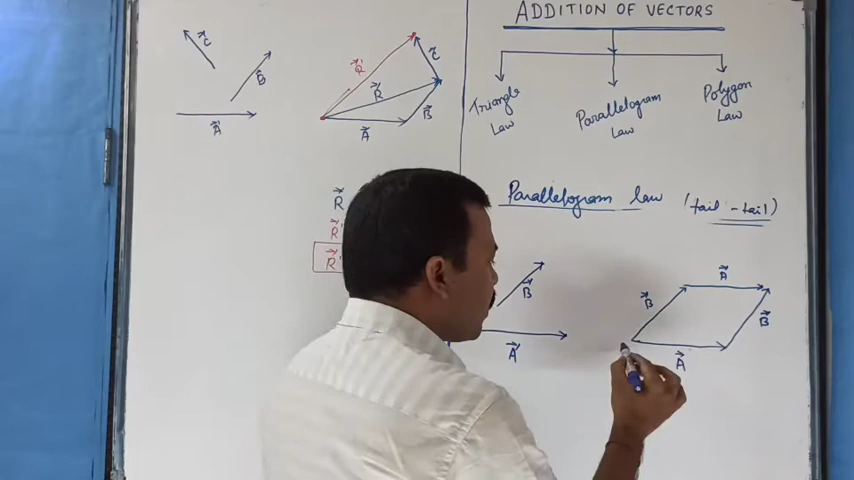 ADDITION OF VECTORS
Triangle
Law
Parallelogram
Law
Polygon
Law
C⃗
B⃗
A⃗
R⃗'
R⃗
C⃗
B⃗
A⃗
R⃗
R⃗'
R⃗'
Parallelogram law (tail - tail)
B⃗
A⃗
A⃗
B⃗
B⃗
A⃗